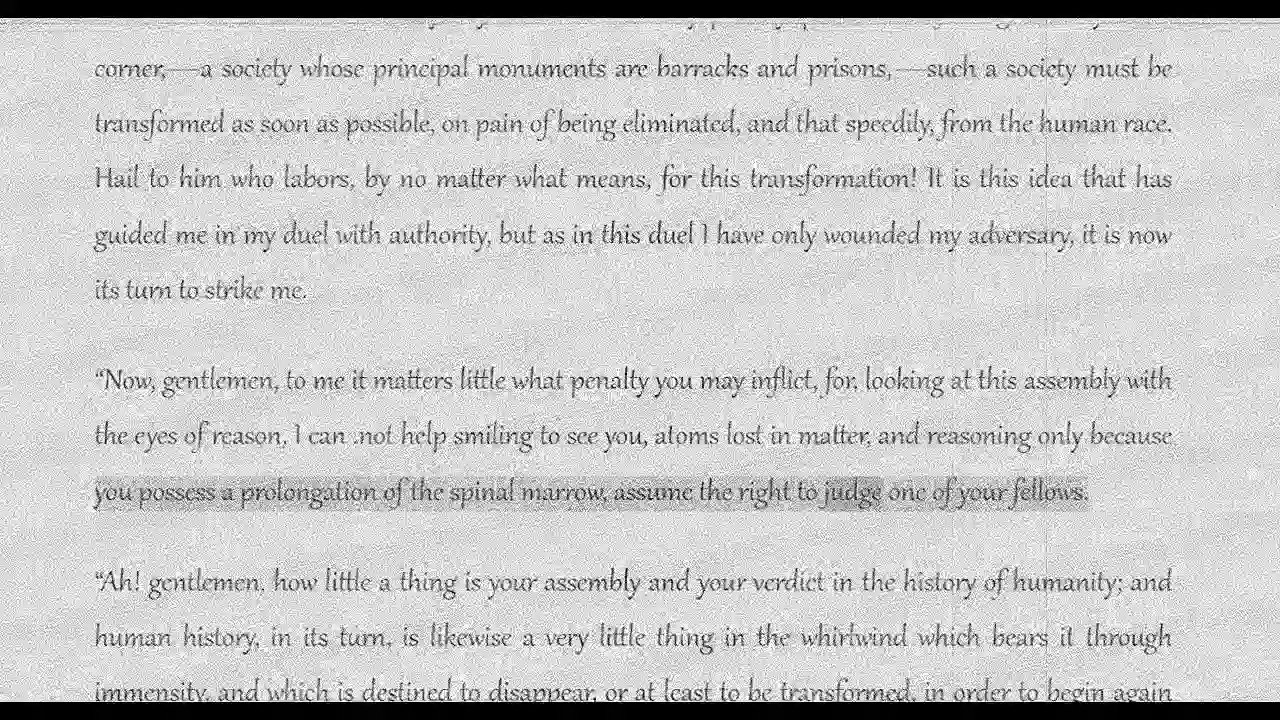 corner,—a society whose principal monuments are barracks and prisons,—such a society must be
transformed as soon as possible, on pain of being eliminated, and that speedily, from the human race.
Hail to him who labors, by no matter what means, for this transformation! It is this idea that has
guided me in my duel with authority, but as in this duel I have only wounded my adversary, it is now
its turn to strike me.
“Now, gentlemen, to me it matters little what penalty you may inflict, for, looking at this assembly with
the eyes of reason, I can .not help smiling to see you, atoms lost in matter, and reasoning only because
you possess a prolongation of the spinal marrow, assume the right to judge one of your fellows.
“Ah! gentlemen, how little a thing is your assembly and your verdict in the history of humanity; and
human history, in its turn, is likewise a very little thing in the whirlwind which bears it through
immensity, and which is destined to disappear, or at least to be transformed, in order to begin again